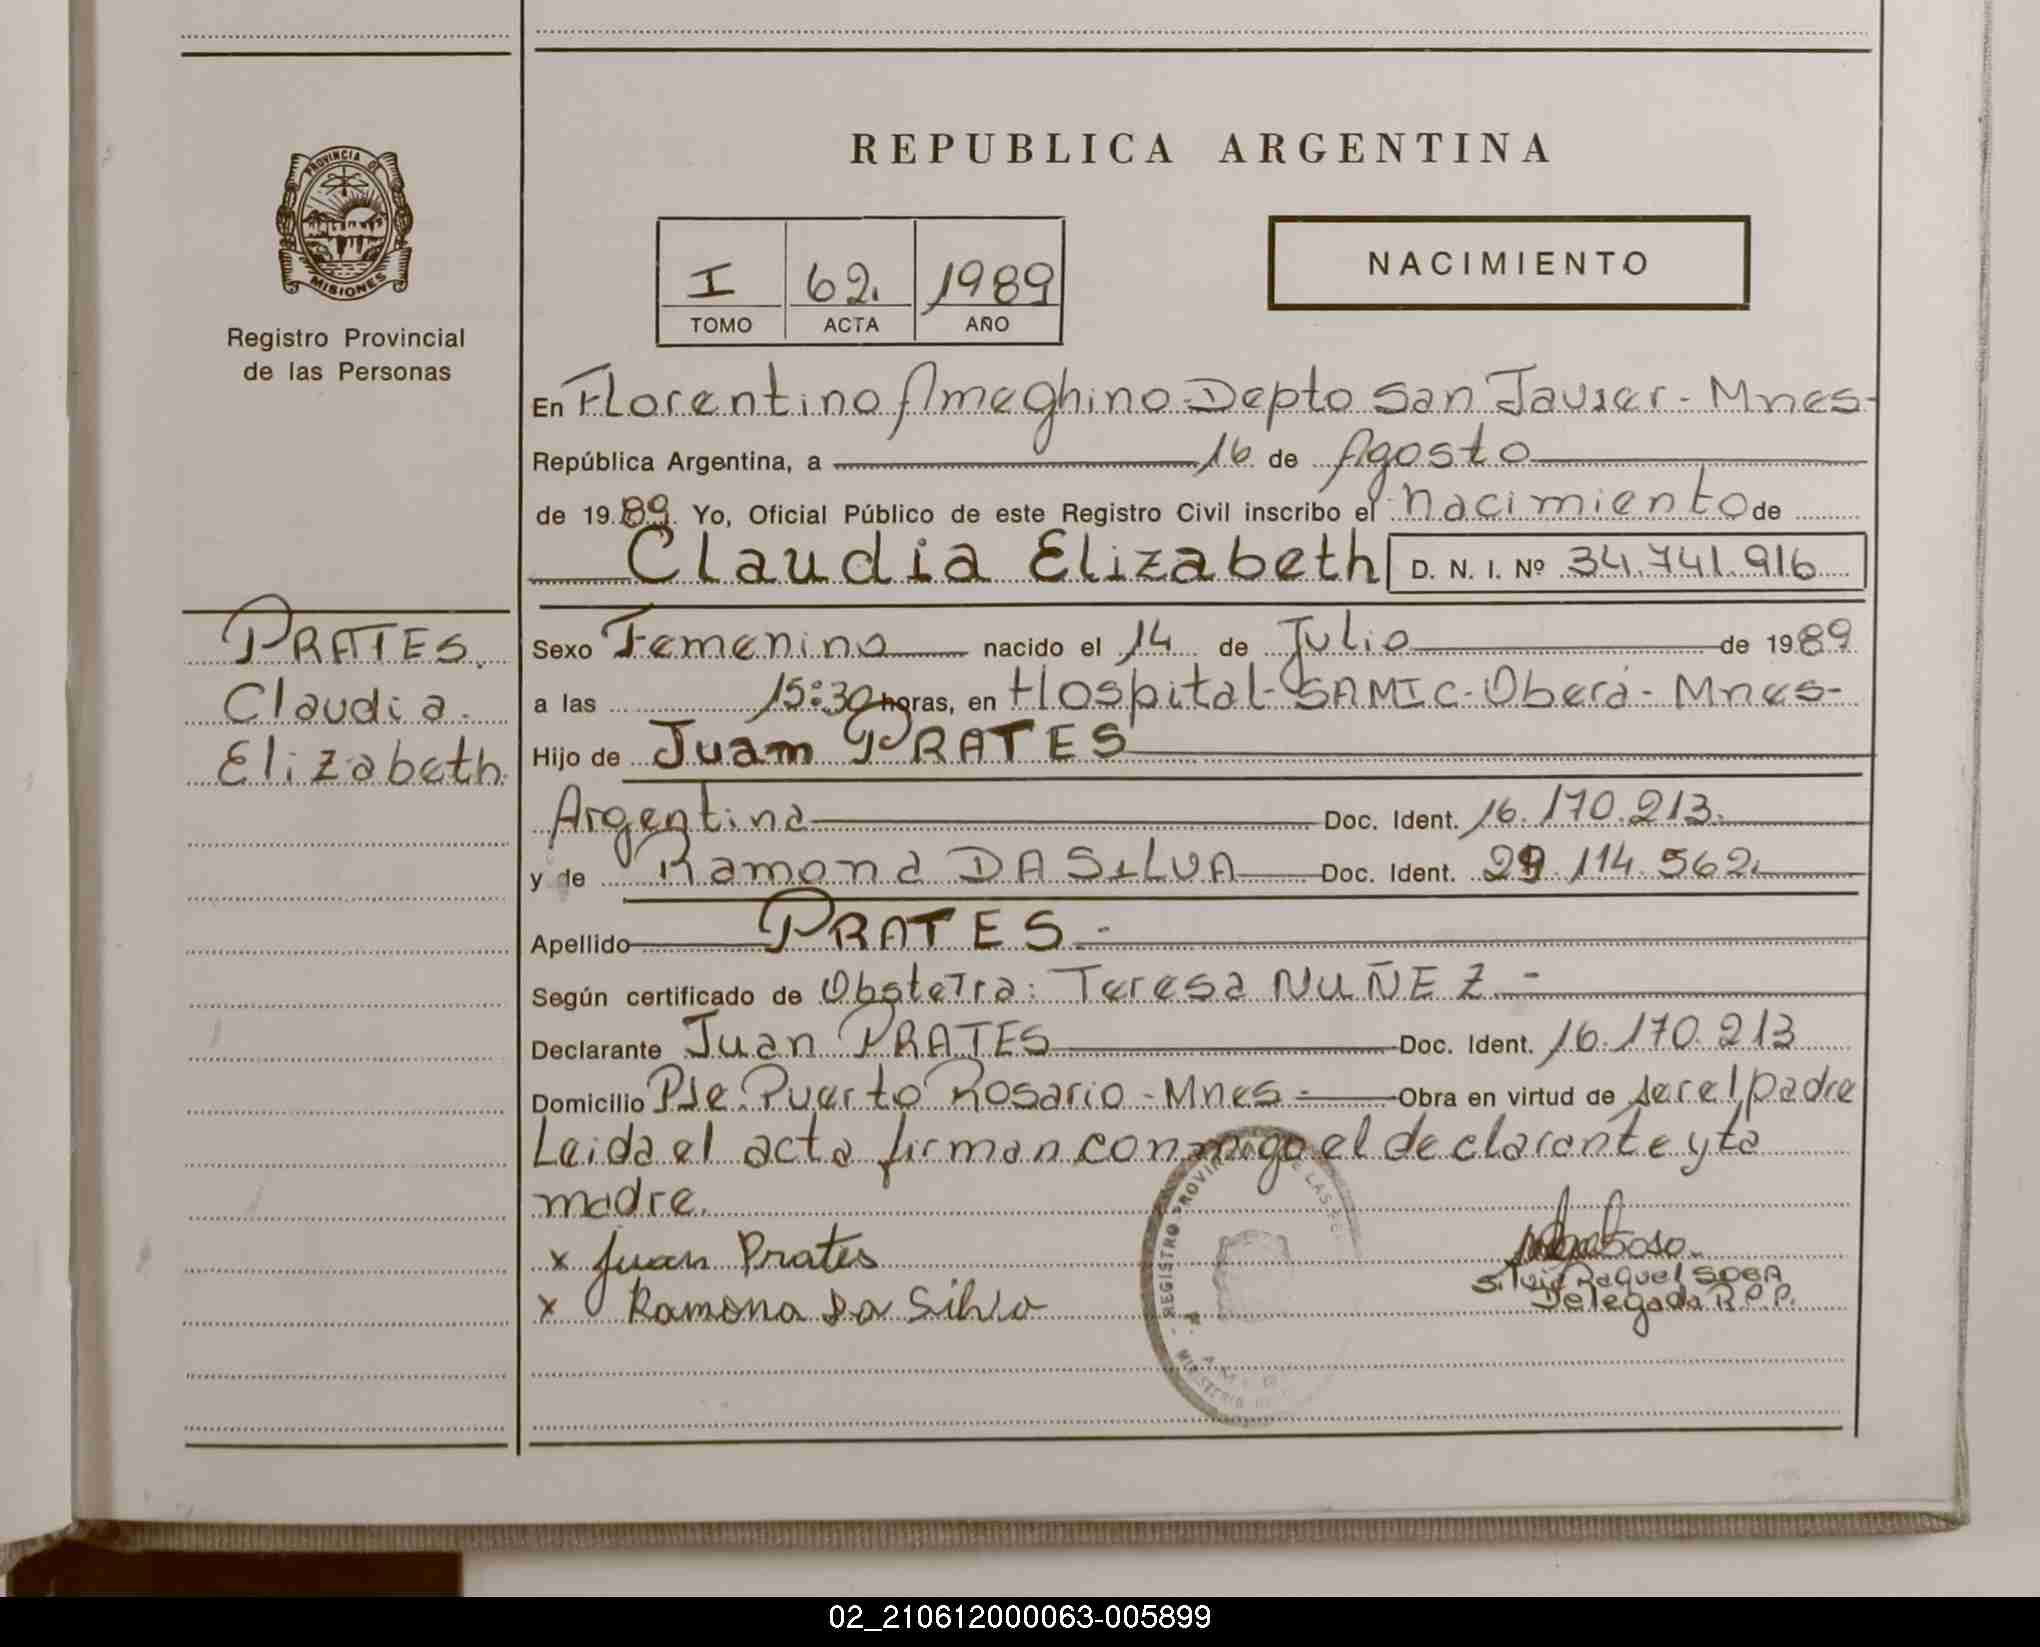 REPUBLICA ARGENTINA
PROVINCIA DE
MISIONES
Registro Provincial
de las Personas
I 62. 1989
TOMO ACTA AÑO
NACIMIENTO
En Florentino Ameghino-Depto San Javier-Mnes-
República Argentina, a 16 de Agosto
de 1989. Yo, Oficial Público de este Registro Civil inscribo el nacimiento de
Claudia Elizabeth D. N. I. Nº 34.741.916
PRATES.
Claudia
Elizabeth
Sexo Femenino nacido el 14 de Julio de 1989
a las 15:30 horas, en Hospital-SAMIC-Oberá-Mnes-
Hijo de Juam PRATES
Argentina Doc. Ident. 16.170.213.
y de Ramona DA SILVA Doc. Ident. 29.114.562.
Apellido PRATES-
Según certificado de Obstetra: Teresa NUÑEZ-
Declarante Juan PRATES Doc. Ident. 16.170.213
Domicilio Pje. Puerto Rosario-Mnes- Obra en virtud de ser el padre
Leida el acta firman conmigo el declarante y la
madre.
x Juan Prates
x Ramona Da Silva
Silvia Raquel SOSA
Delegada R.P.P.
REGISTRO PROVIN DE LAS
MINISTERIO DE
02_210612000063-005899